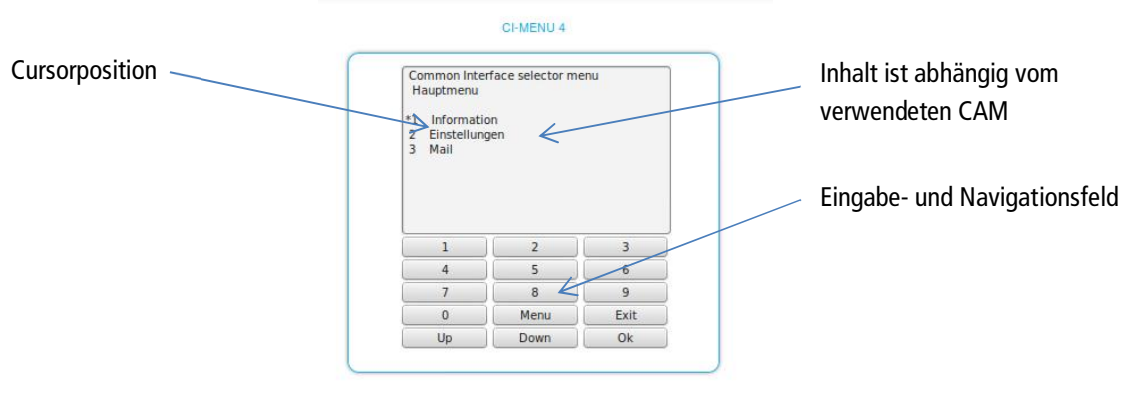 CI-MENU 4
Cursorposition
Common Interface selector menu
Hauptmenu
*1 Information
2 Einstellungen
3 Mail
Inhalt ist abhängig vom
verwendeten CAM
Eingabe- und Navigationsfeld
1 2 3
4 5 6
7 8 9
0 Menu Exit
Up Down Ok